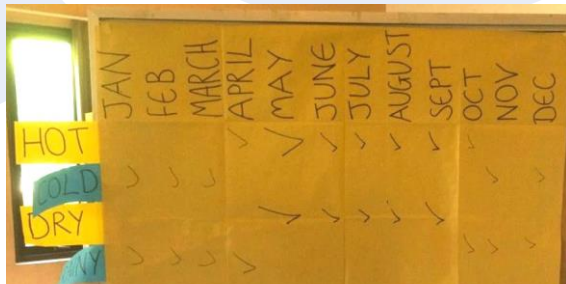 JAN FEB MARCH APRIL MAY JUNE JULY AUGUST SEPT OCT NOV DEC
HOT
COLD
DRY